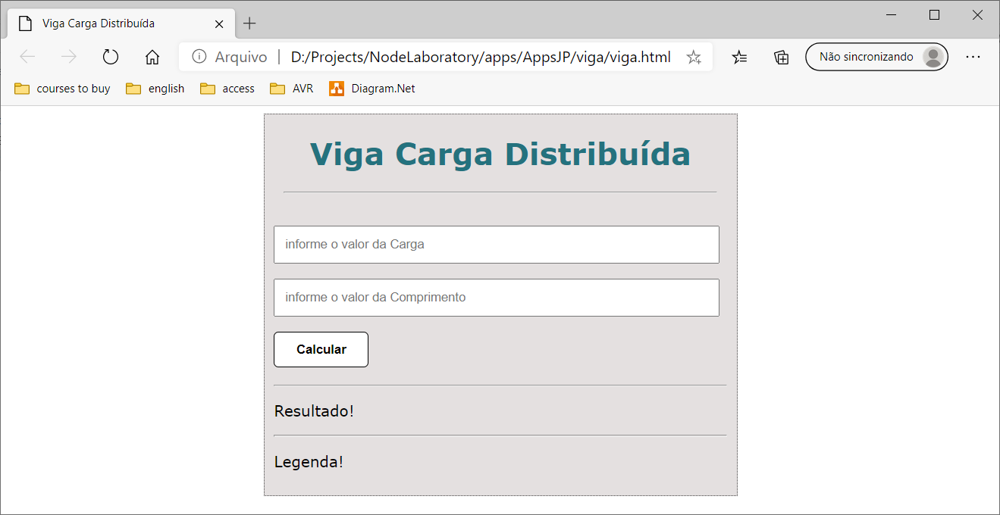 Viga Carga Distribuída
Arquivo | D:/Projects/NodeLaboratory/apps/AppsJP/viga/viga.html
Não sincronizando
courses to buy
english
access
AVR
Diagram.Net
Viga Carga Distribuída
informe o valor da Carga
informe o valor da Comprimento
Calcular
Resultado!
Legenda!